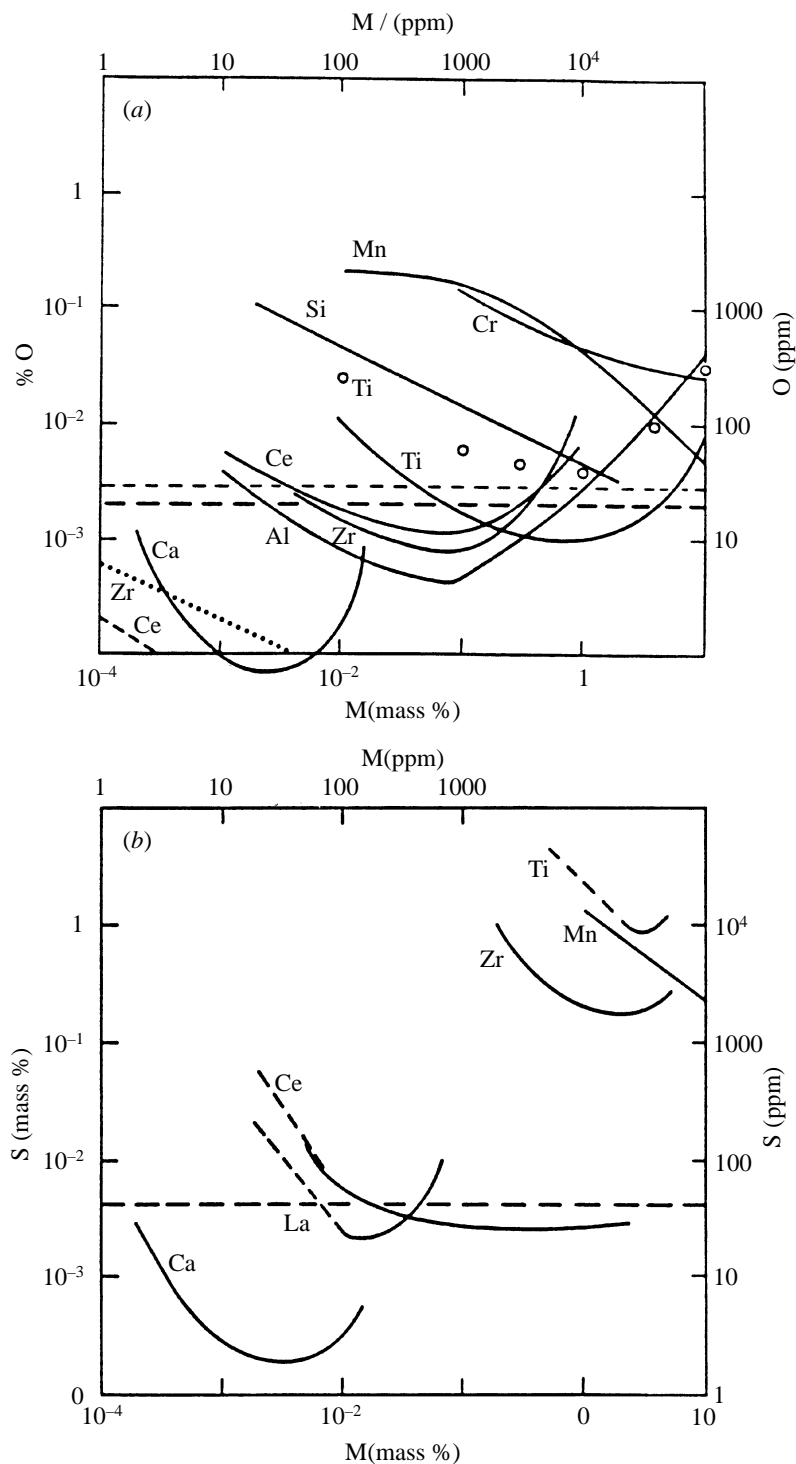 M / (ppm)
1 10 100 1000 10⁴
(a)
1
Mn
10⁻¹
Si
Cr
1000
% O
O (ppm)
Ti
10⁻²
100
Ce
Ti
10⁻³
Al
Zr
10
Ca
Zr
Ce
10⁻⁴ 10⁻² 1
M(mass %)
M(ppm)
1 10 100 1000
(b)
Ti
1
Mn
10⁴
Zr
10⁻¹
1000
S (mass %)
S (ppm)
Ce
10⁻²
100
La
Ca
10⁻³
10
0
1
10⁻⁴ 10⁻² 0 10
M(mass %)